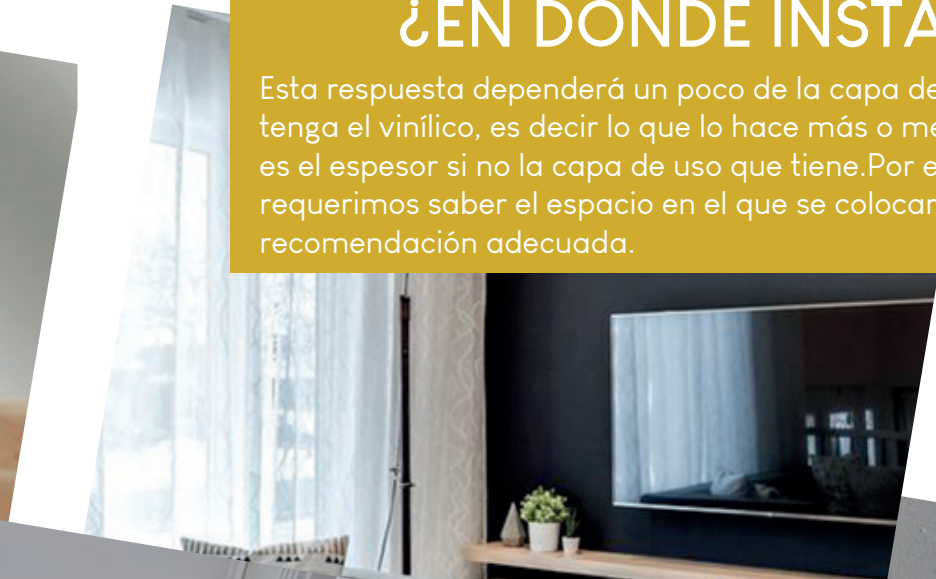 ¿EN DONDE INSTA
Esta respuesta dependerá un poco de la capa de
tenga el vinílico, es decir lo que lo hace más o me
es el espesor si no la capa de uso que tiene.Por e
requerimos saber el espacio en el que se colocar
recomendación adecuada.